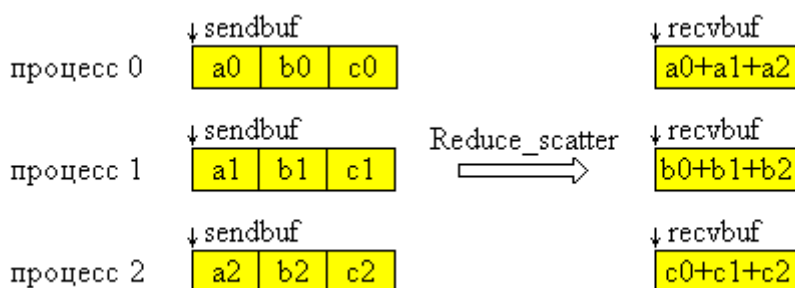 sendbuf recvbuf
процесс 0 a0 b0 c0 a0+a1+a2
sendbuf Reduce_scatter recvbuf
процесс 1 a1 b1 c1 b0+b1+b2
sendbuf recvbuf
процесс 2 a2 b2 c2 c0+c1+c2